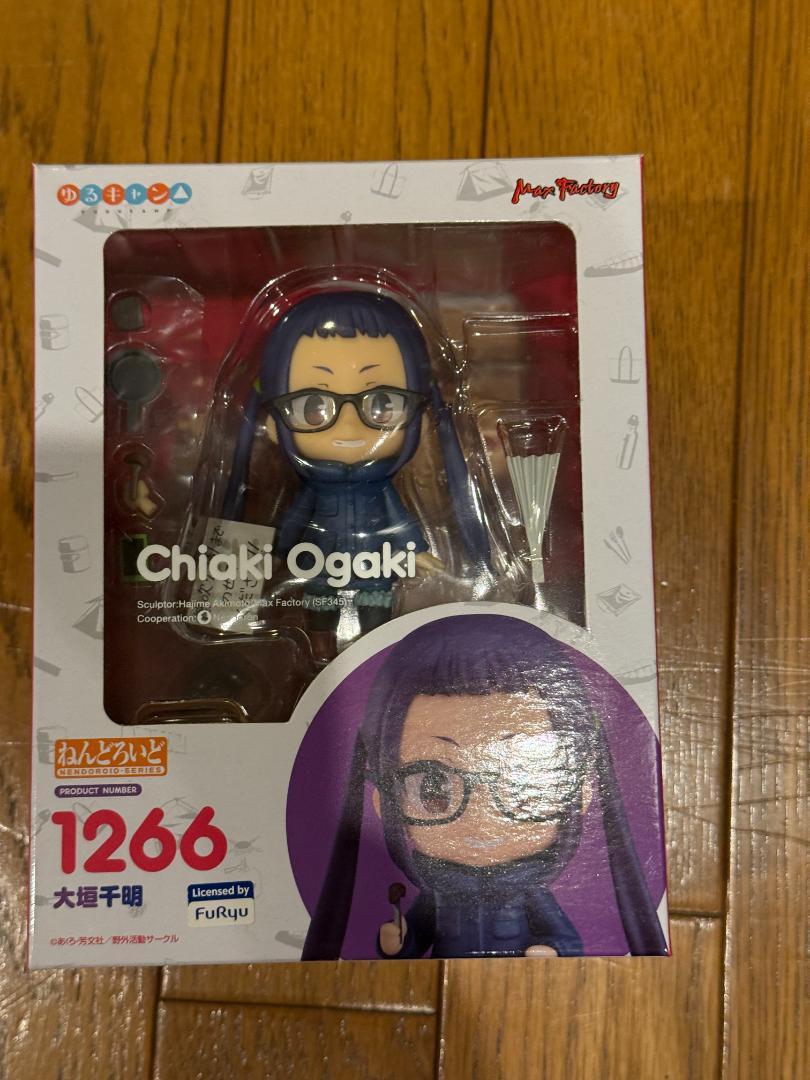 ゆるキャン△
YURUCAMP
Max Factory
Chiaki Ogaki
Sculptor:Hajime Akimoto/Max Factory (SF345)
Cooperation:
ねんどろいど
NENDOROID-SERIES
PRODUCT NUMBER
1266
大垣千明
Licensed by
FuRyu
©あfろ・芳文社/野外活動サークル